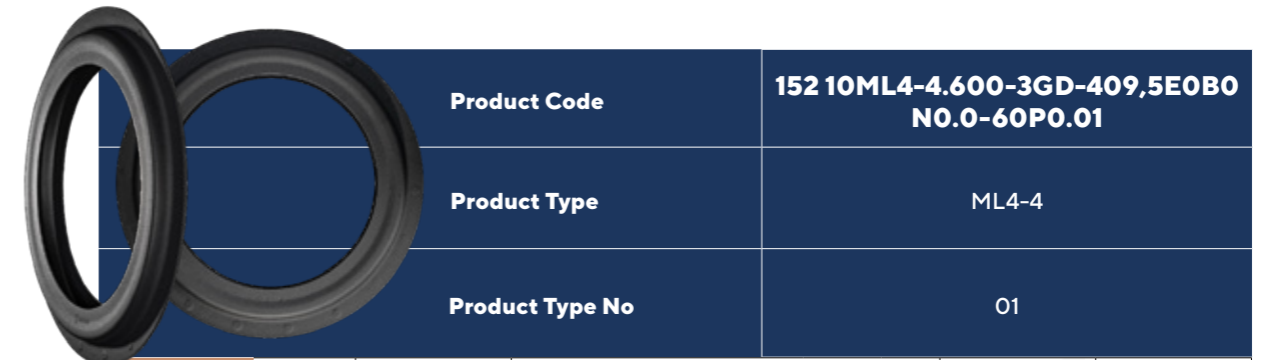 Product Code
152 10ML4-4.600-3GD-409,5E0B0
N0.0-60P0.01
Product Type
ML4-4
Product Type No
01